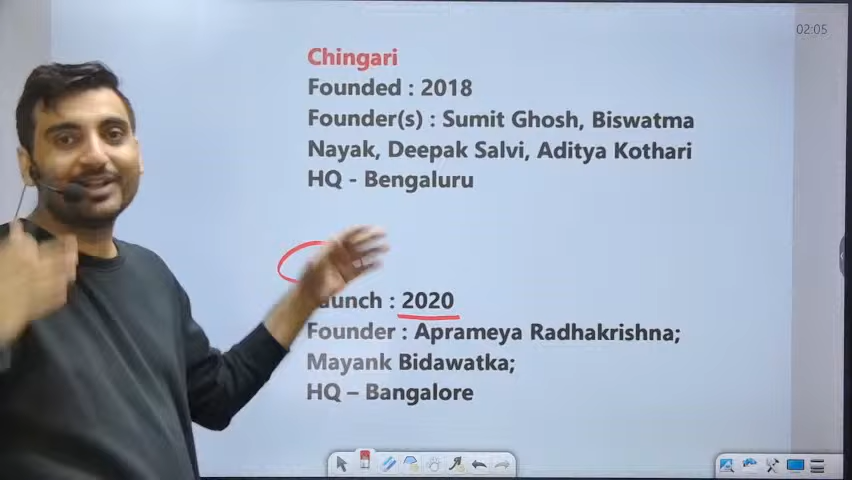 02:05
Chingari
Founded : 2018
Founder(s) : Sumit Ghosh, Biswatma
Nayak, Deepak Salvi, Aditya Kothari
HQ - Bengaluru
: 2020
Founder : Aprameya Radhakrishna;
Mayank Bidawatka;
HQ – Bangalore